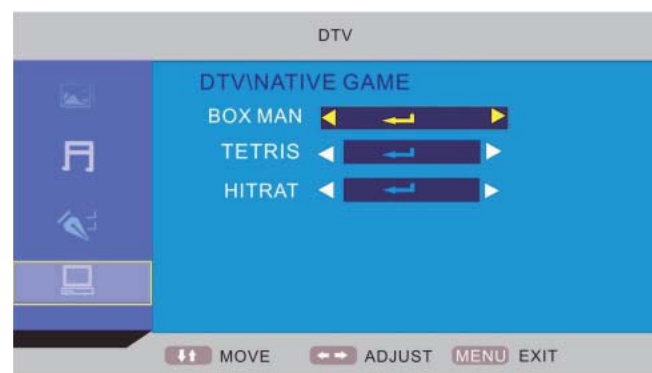 DTV
DTV\NATIVE GAME
BOX MAN
TETRIS
HITRAT
MOVE ADJUST MENU EXIT